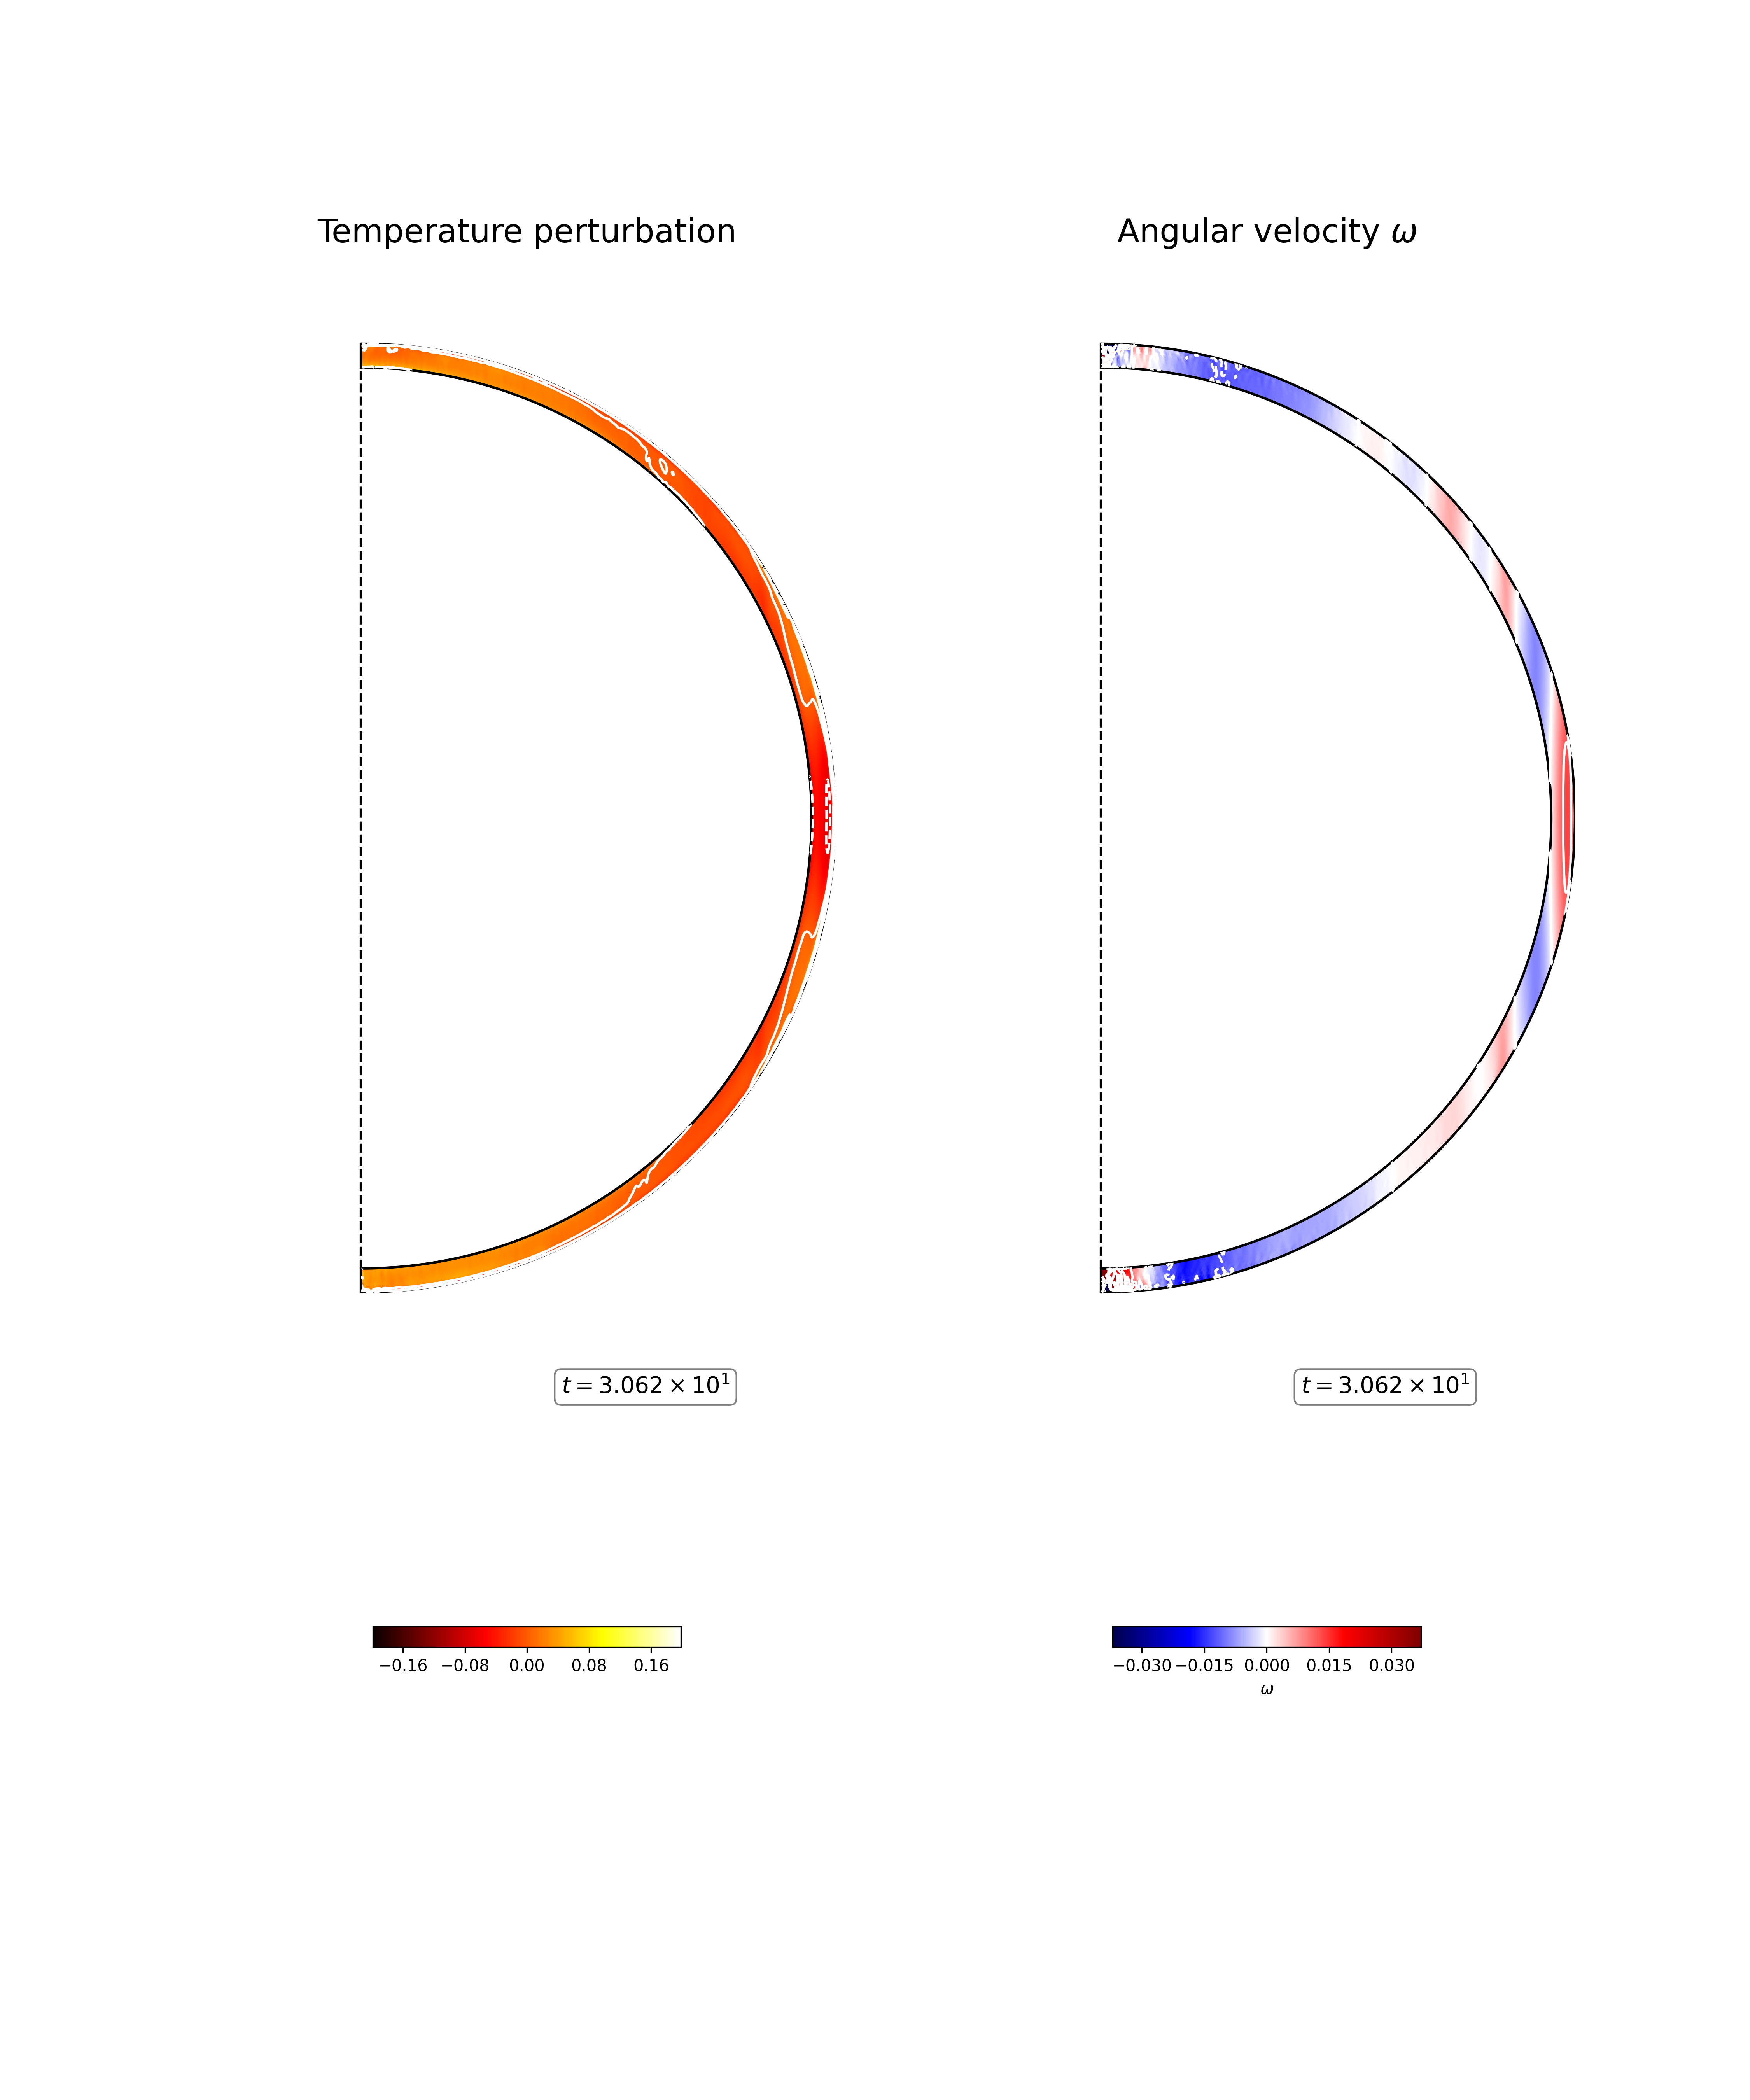 Temperature perturbation
Angular velocity ω
t = 3.062 × 10¹
t = 3.062 × 10¹
−0.16 −0.08 0.00 0.08 0.16
−0.030 −0.015 0.000 0.015 0.030
ω